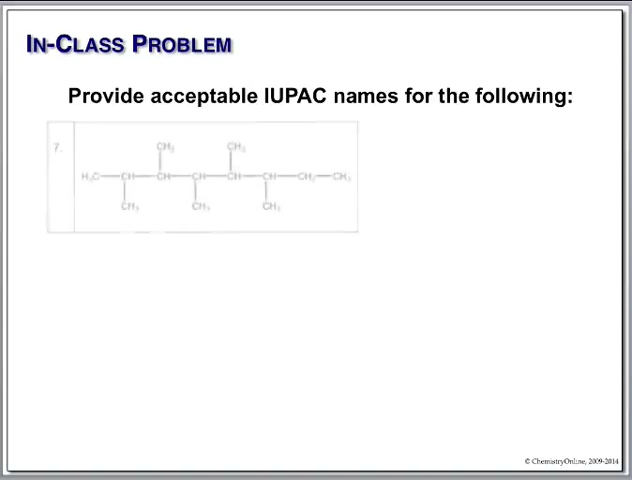 IN-CLASS PROBLEM
Provide acceptable IUPAC names for the following:
7.
CH₃ CH₃
H₃C—CH—CH—CH—CH—CH—CH₂—CH₃
CH₃ CH₃ CH₃
© ChemistryOnline, 2009-2014